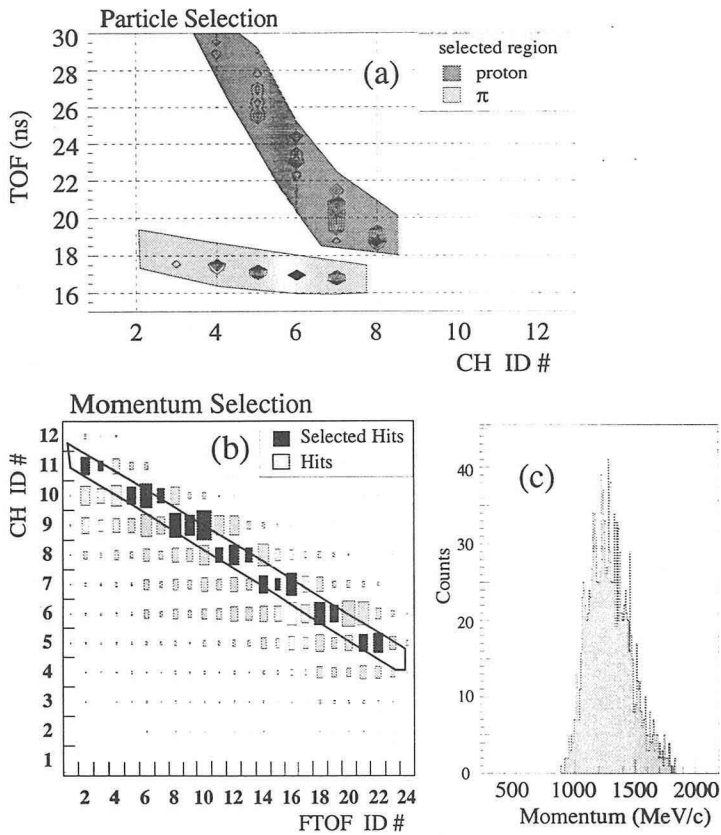 Particle Selection
30
28
26
24
22
20
18
16
TOF (ns)
(a)
selected region
proton
π
2 4 6 8 10 12
CH ID #
Momentum Selection
12
11
10
9
8
7
6
5
4
3
2
1
CH ID #
(b)
Selected Hits
Hits
2 4 6 8 10 12 14 16 18 20 22 24
FTOF ID #
(c)
40
30
20
10
0
Counts
500 1000 1500 2000
Momentum (MeV/c)